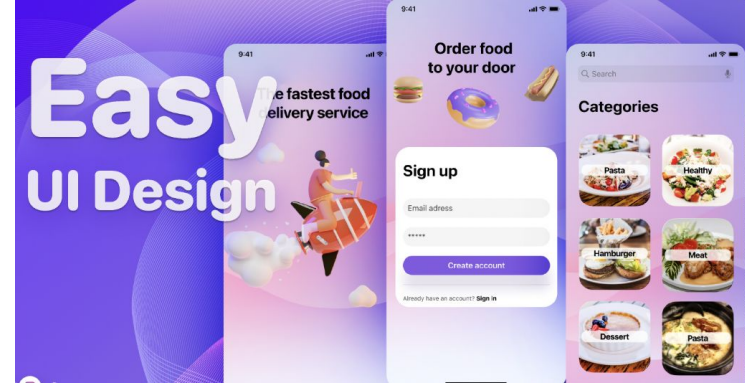 Easy
UI Design
9:41
The fastest food
delivery service
9:41
Order food
to your door
Sign up
Email adress
*****
Create account
Already have an account? Sign in
9:41
Search
Categories
Pasta
Healthy
Hamburger
Meat
Dessert
Pasta